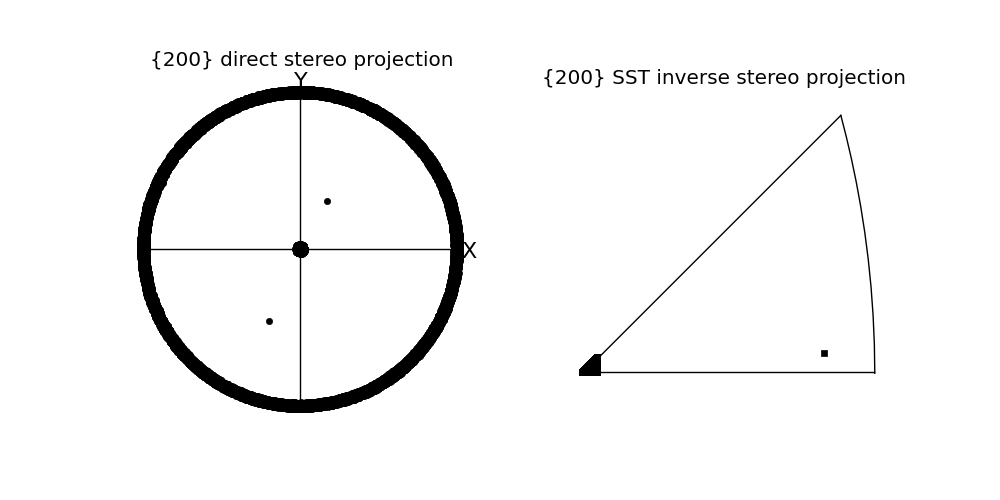 {200} direct stereo projection
Y
X
{200} SST inverse stereo projection